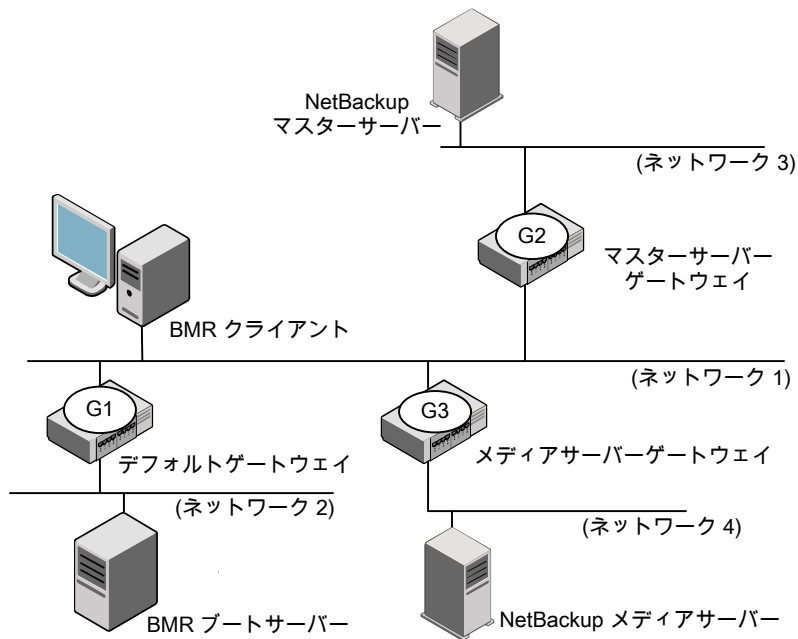 NetBackup
マスターサーバー
(ネットワーク 3)
G2
マスターサーバー
ゲートウェイ
BMR クライアント
(ネットワーク 1)
G1
G3
デフォルトゲートウェイ
メディアサーバーゲートウェイ
(ネットワーク 2)
(ネットワーク 4)
BMR ブートサーバー
NetBackup メディアサーバー